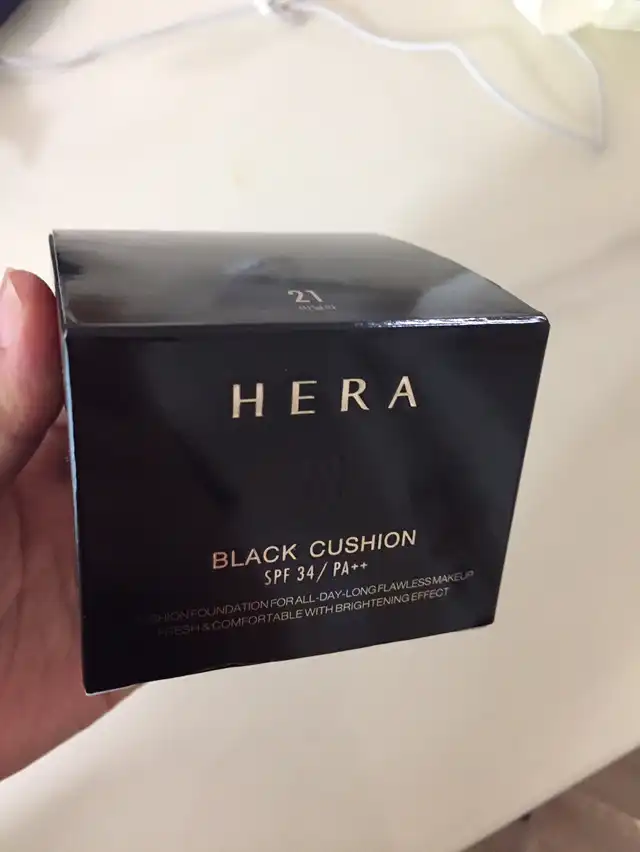 21
HERA
BLACK CUSHION
SPF 34/ PA++
FOUNDATION FOR ALL-DAY-LONG FLAWLESS MAKEUP
FRESH & COMFORTABLE WITH BRIGHTENING EFFECT